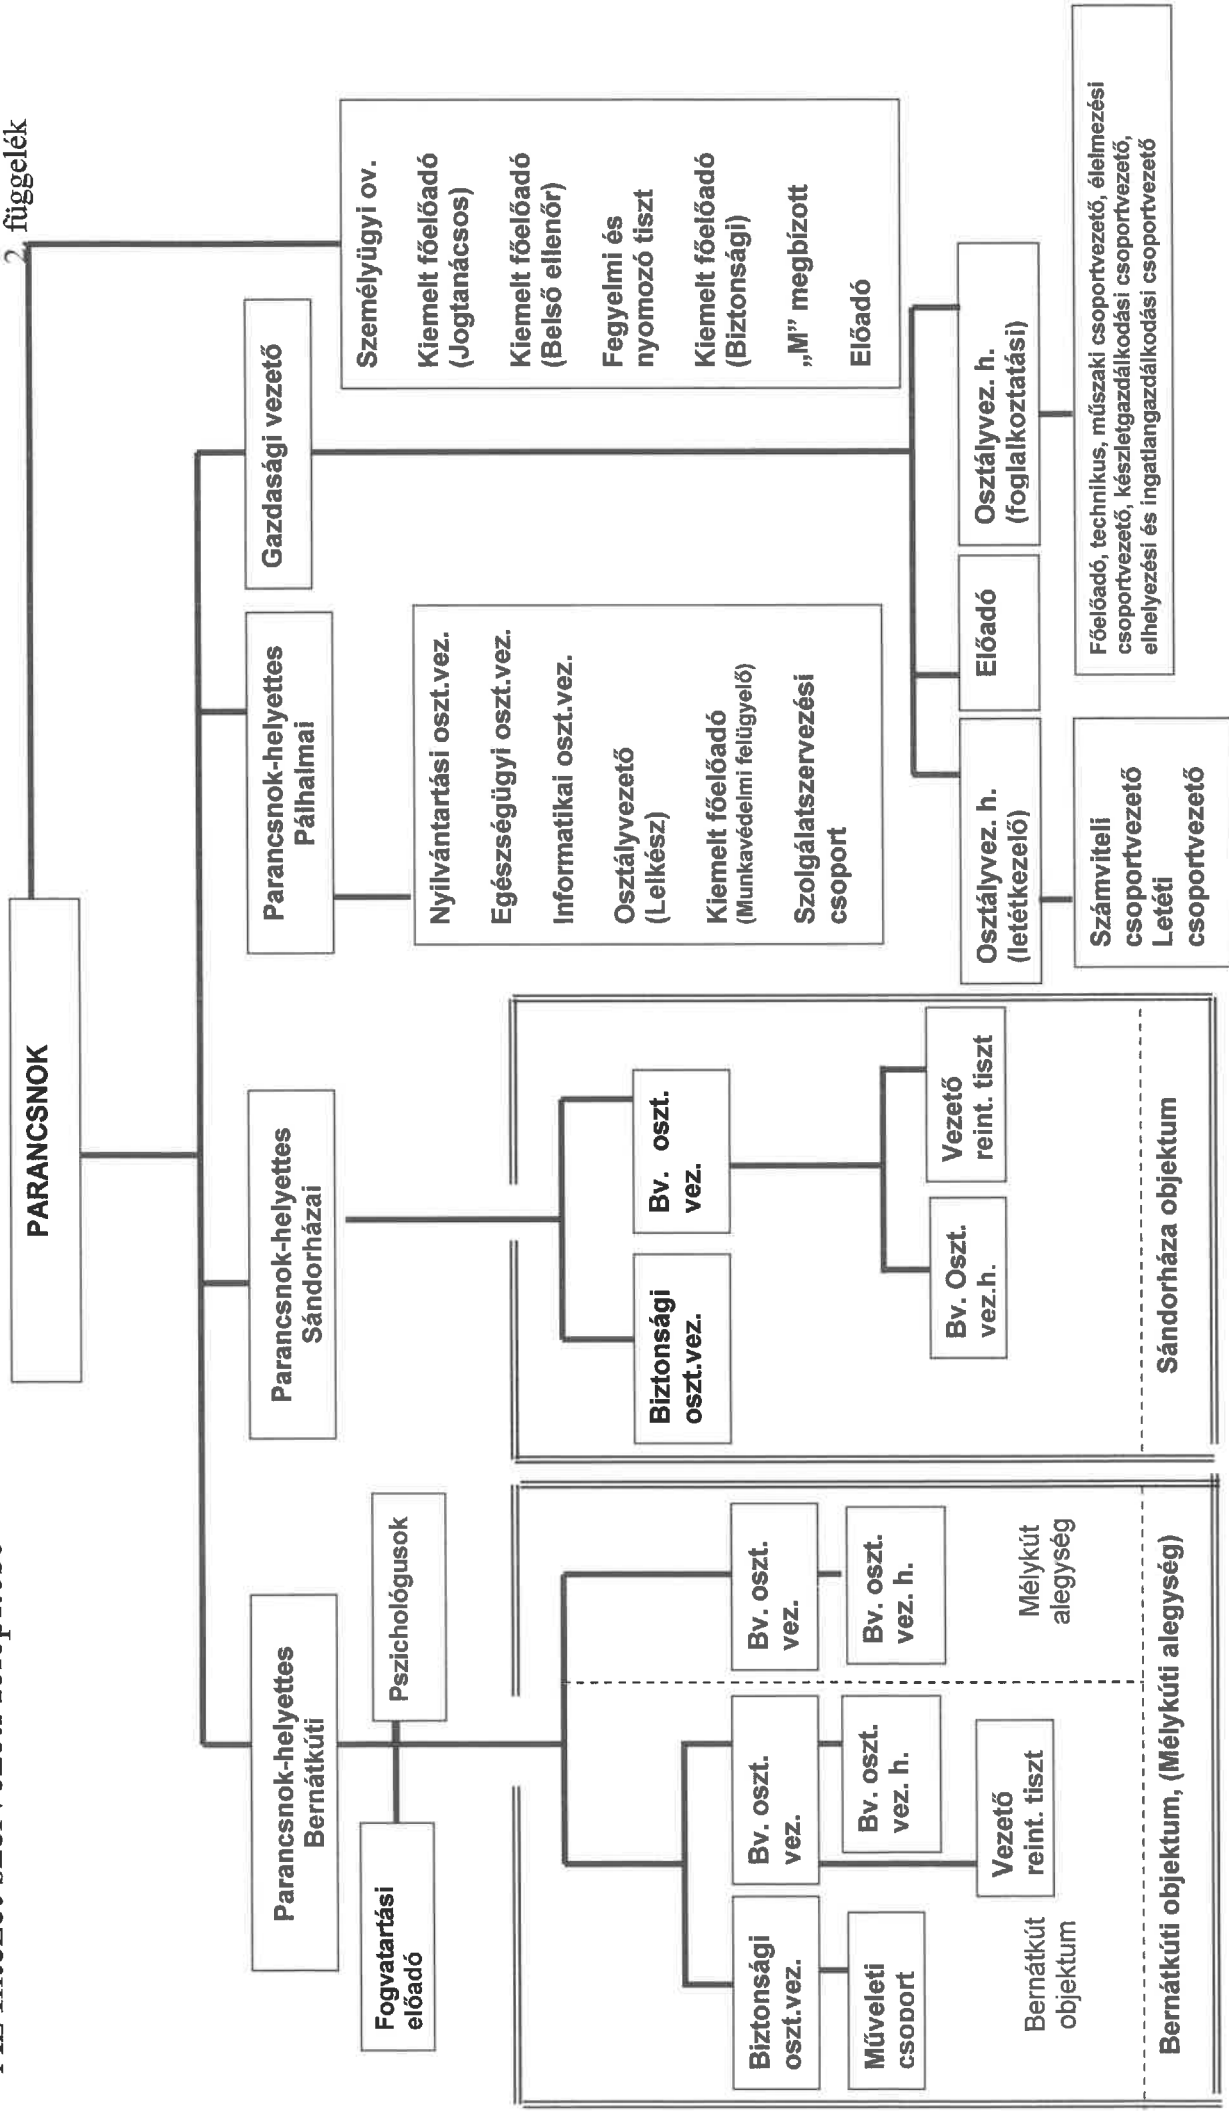 2. függelék
PARANCSNOK
Parancsnok-helyettes
Bernátkúti
Parancsnok-helyettes
Sándorházai
Parancsnok-helyettes
Pálhalmai
Gazdasági vezető
Személyügyi ov.
Kiemelt főelőadó
(Jogtanácsos)
Kiemelt főelőadó
(Belső ellenőr)
Fegyelmi és
nyomozó tiszt
Kiemelt főelőadó
(Biztonsági)
„M” megbízott
Előadó
Fogvatartási
előadó
Pszichológusok
Nyilvántartási oszt.vez.
Egészségügyi oszt.vez.
Informatikai oszt.vez.
Osztályvezető
(Lelkész)
Kiemelt főelőadó
(Munkavédelmi felügyelő)
Szolgálatszervezési
csoport
Biztonsági
oszt.vez.
Bv. oszt.
vez.
Bv. oszt.
vez.
Műveleti
csoport
Bv. oszt.
vez. h.
Bv. oszt.
vez. h.
Vezető
reint. tiszt
Bernátkút
objektum
Mélykút
alegység
Bernátkúti objektum, (Mélykúti alegység)
Biztonsági
oszt.vez.
Bv. oszt.
vez.
Bv. Oszt.
vez.h.
Vezető
reint. tiszt
Sándorháza objektum
Osztályvez. h.
(letétkezelő)
Előadó
Osztályvez. h.
(foglalkoztatási)
Számviteli
csoportvezető
Letéti
csoportvezető
Főelőadó, technikus, műszaki csoportvezető, élelmezési
csoportvezető, készletgazdálkodási csoportvezető,
elhelyezési és ingatlangazdálkodási csoportvezető